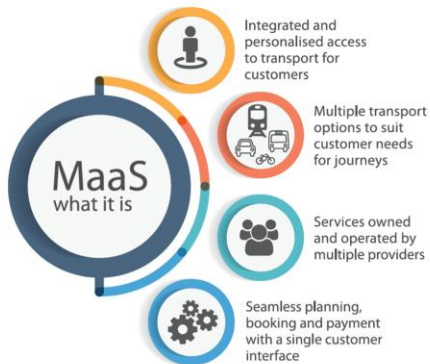 MaaS
what it is
Integrated and
personalised access
to transport for
customers
Multiple transport
options to suit
customer needs
for journeys
Services owned
and operated by
multiple providers
Seamless planning,
booking and payment
with a single customer
interface